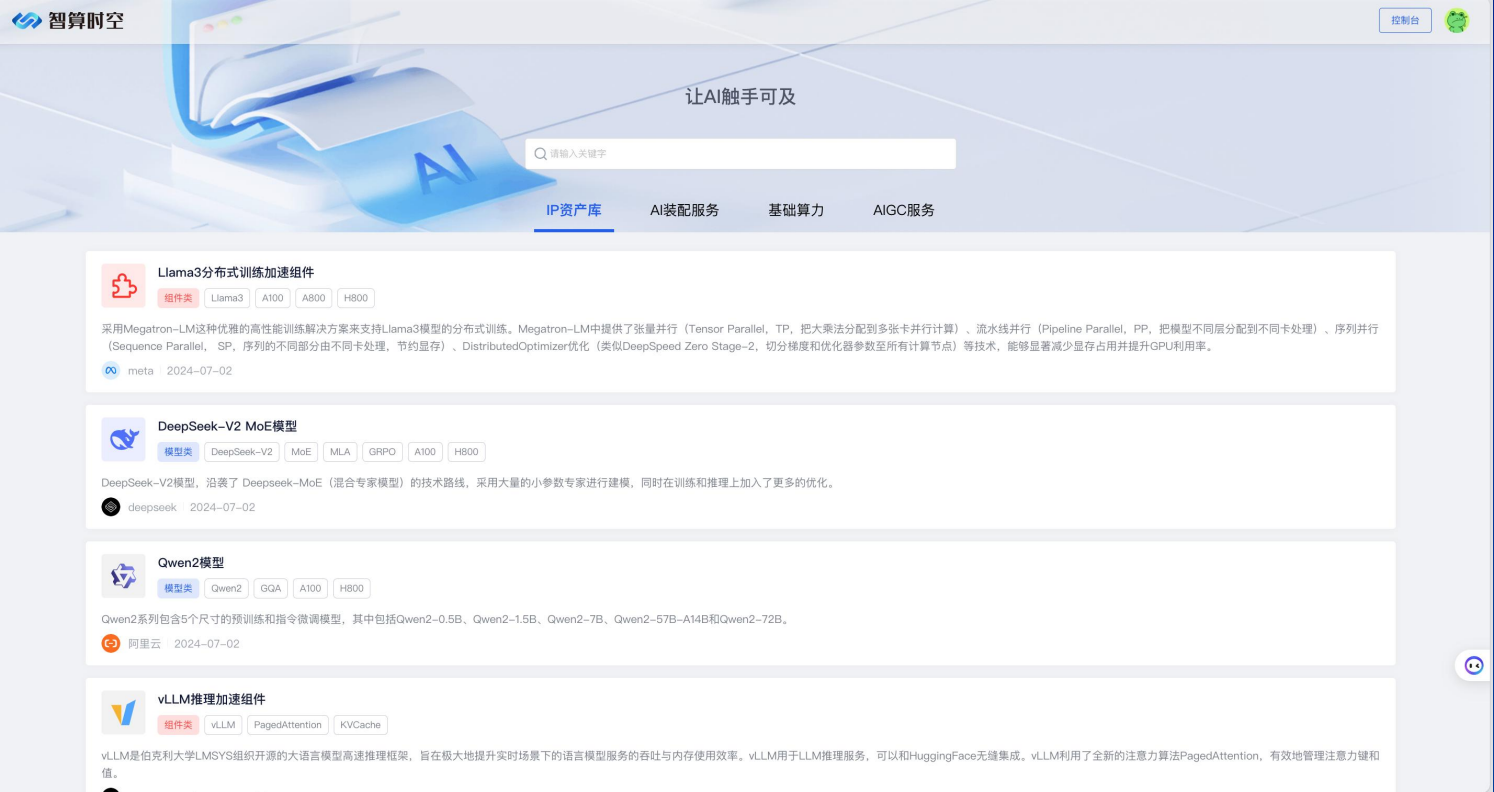 智算时空
控制台
让AI触手可及
AI
请输入关键字
IP资产库 AI装配服务 基础算力 AIGC服务
Llama3分布式训练加速组件
组件类 Llama3 A100 A800 H800
采用Megatron-LM这种优雅的高性能训练解决方案来支持Llama3模型的分布式训练。Megatron-LM中提供了张量并行（Tensor Parallel，TP，把大乘法分配到多张卡并行计算）、流水线并行（Pipeline Parallel，PP，把模型不同层分配到不同卡处理）、序列并行
（Sequence Parallel， SP，序列的不同部分由不同卡处理，节约显存）、DistributedOptimizer优化（类似DeepSpeed Zero Stage-2，切分梯度和优化器参数至所有计算节点）等技术，能够显著减少显存占用并提升GPU利用率。
meta 2024-07-02
DeepSeek-V2 MoE模型
模型类 DeepSeek-V2 MoE MLA GRPO A100 H800
DeepSeek-V2模型，沿袭了 Deepseek-MoE（混合专家模型）的技术路线，采用大量的小参数专家进行建模，同时在训练和推理上加入了更多的优化。
deepseek 2024-07-02
Qwen2模型
模型类 Qwen2 GQA A100 H800
Qwen2系列包含5个尺寸的预训练和指令微调模型，其中包括Qwen2-0.5B、Qwen2-1.5B、Qwen2-7B、Qwen2-57B-A14B和Qwen2-72B。
阿里云 2024-07-02
vLLM推理加速组件
组件类 vLLM PagedAttention KVCache
vLLM是伯克利大学LMSYS组织开源的大语言模型高速推理框架，旨在极大地提升实时场景下的语言模型服务的吞吐与内存使用效率。vLLM用于LLM推理服务，可以和HuggingFace无缝集成。vLLM利用了全新的注意力算法PagedAttention，有效地管理注意力键和
值。